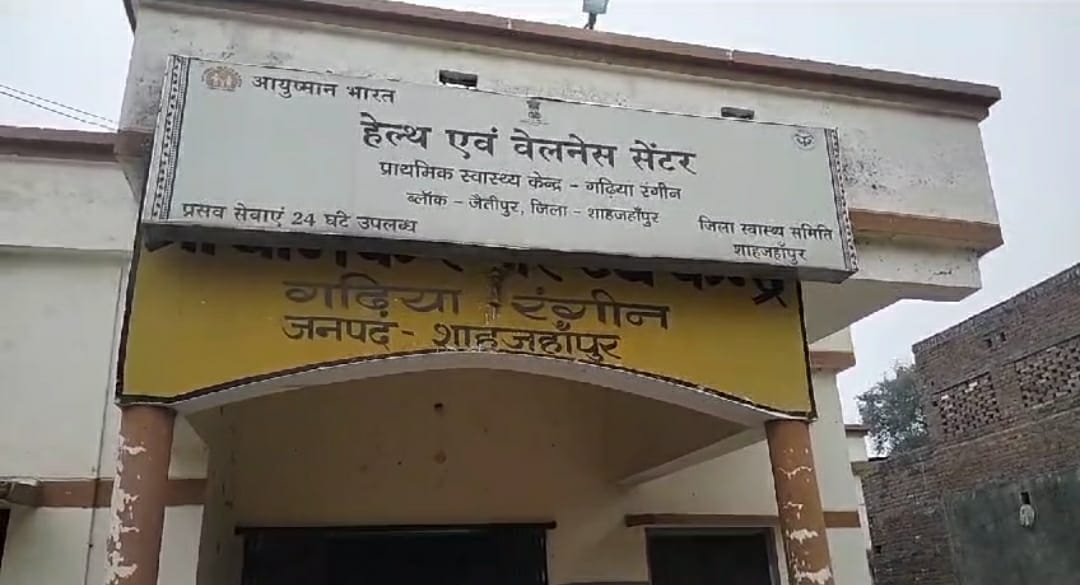 आयुष्मान भारत
हेल्थ एवं वेलनेस सेंटर
प्राथमिक स्वास्थ्य केन्द्र - गढ़िया रंगीन
ब्लॉक - जैतीपुर, जिला - शाहजहाँपुर
प्रसव सेवाएं 24 घंटे उपलब्ध
जिला स्वास्थ्य समिति
शाहजहाँपुर
गढ़िया रंगीन
जनपद - शाहजहाँपुर